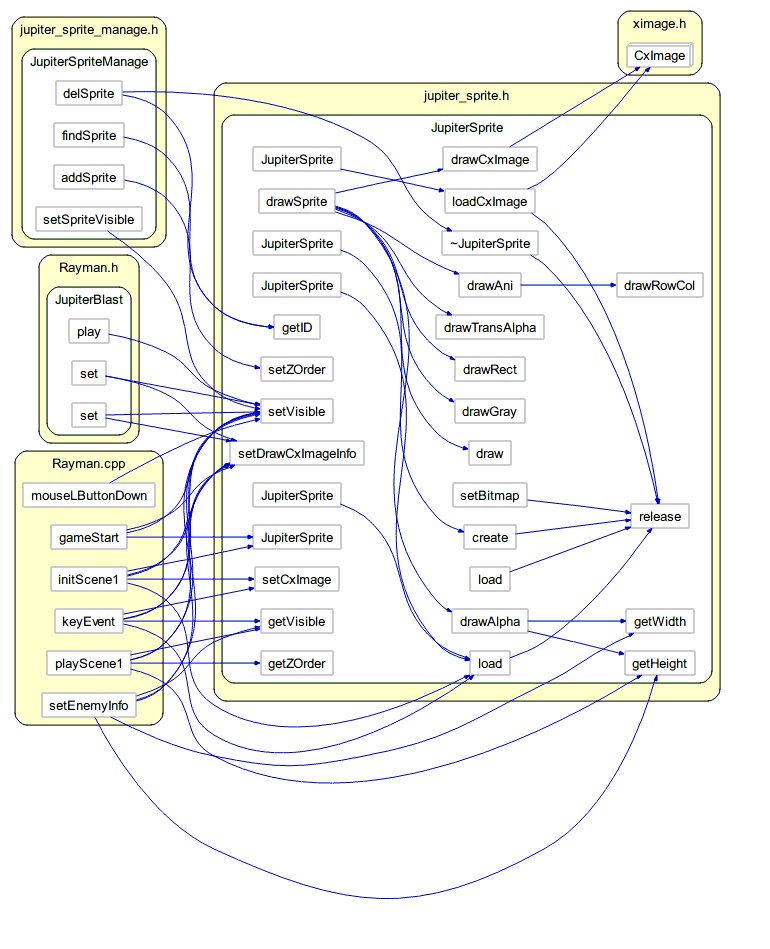 jupiter_sprite_manage.h
JupiterSpriteManage
delSprite
findSprite
addSprite
setSpriteVisible
Rayman.h
JupiterBlast
play
set
set
Rayman.cpp
mouseLButtonDown
gameStart
initScene1
keyEvent
playScene1
setEnemyInfo
jupiter_sprite.h
JupiterSprite
JupiterSprite
drawSprite
JupiterSprite
JupiterSprite
getID
setZOrder
setVisible
setDrawCxImageInfo
JupiterSprite
JupiterSprite
setCxImage
getVisible
getZOrder
drawCxImage
loadCxImage
~JupiterSprite
drawAni
drawTransAlpha
drawRect
drawGray
draw
setBitmap
create
load
drawAlpha
load
drawRowCol
release
getWidth
getHeight
ximage.h
CxImage